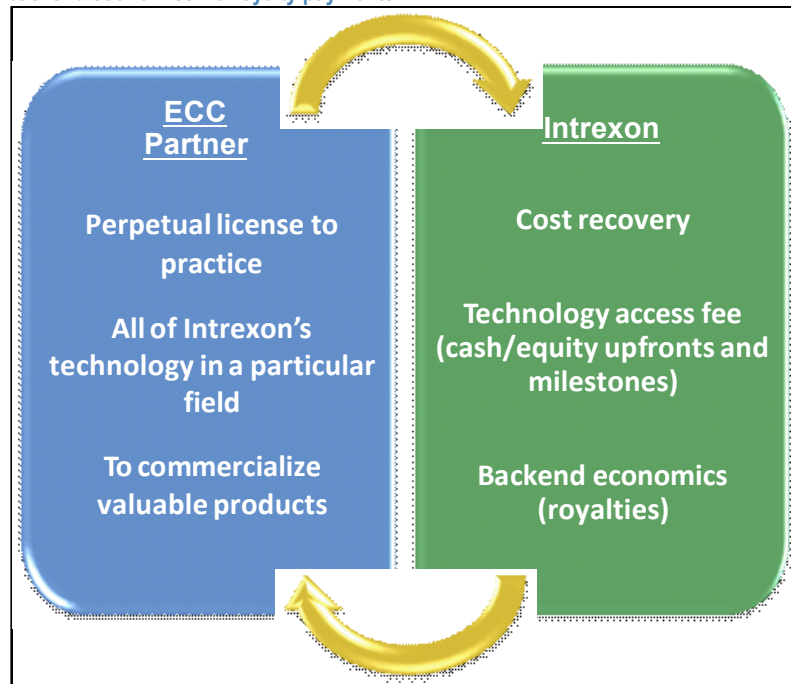 ECC
Partner
Perpetual license to
practice
All of Intrexon’s
technology in a particular
field
To commercialize
valuable products
Intrexon
Cost recovery
Technology access fee
(cash/equity upfronts and
milestones)
Backend economics
(royalties)